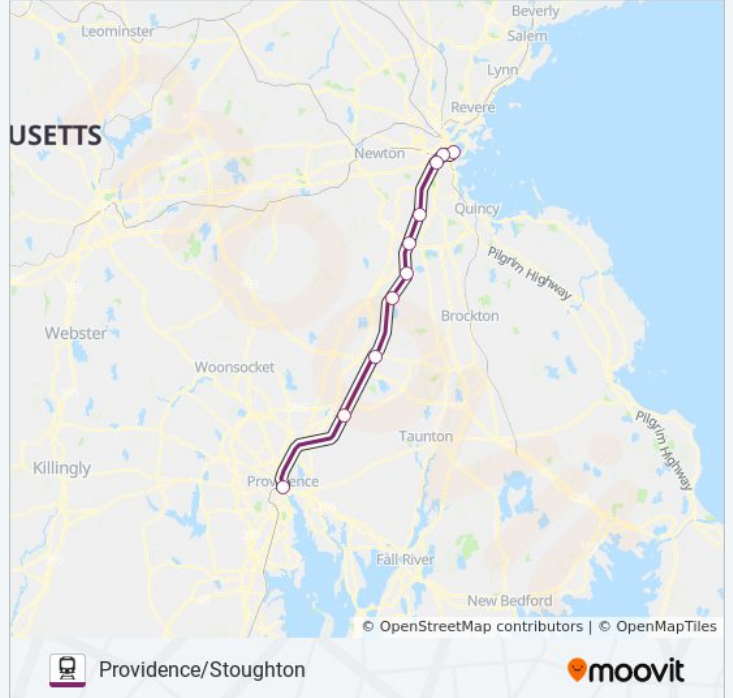 Beverly
Leominster
Salem
Lynn
Revere
USETTS
Newton
Quincy
Pilgrim Highway
Brockton
Webster
Woonsocket
Pilgrim Highway
Taunton
Killingly
Providence
Fall River
New Bedford
© OpenStreetMap contributors | © OpenMapTiles
Providence/Stoughton
moovit